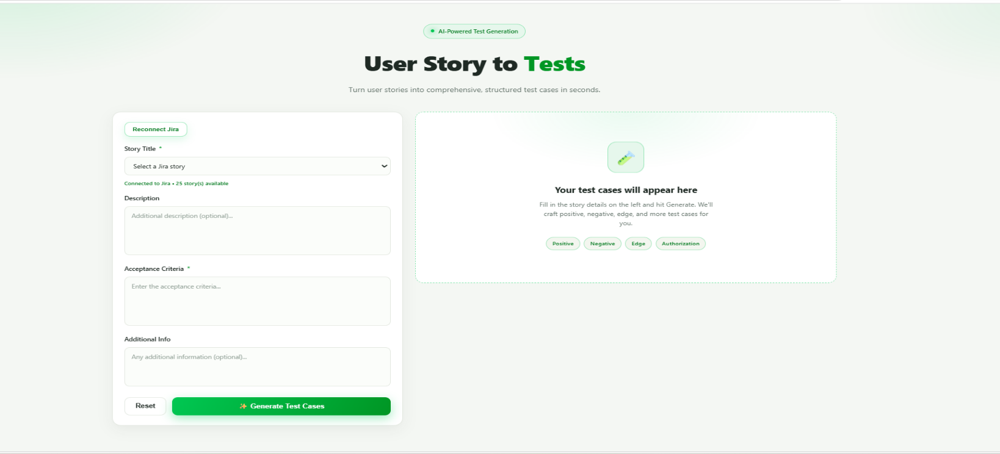 AI-Powered Test Generation
User Story to Tests
Turn user stories into comprehensive, structured test cases in seconds.
Reconnect Jira
Story Title *
Select a Jira story
Connected to Jira • 25 story(s) available
Description
Additional description (optional)...
Acceptance Criteria *
Enter the acceptance criteria...
Additional Info
Any additional information (optional)...
Reset
Generate Test Cases
Your test cases will appear here
Fill in the story details on the left and hit Generate. We'll
craft positive, negative, edge, and more test cases for
you.
Positive Negative Edge Authorization